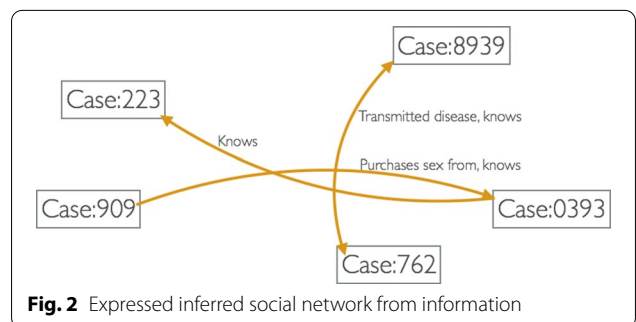 Case:8939
Case:223
Transmitted disease, knows
Knows
Purchases sex from, knows
Case:909
Case:0393
Case:762
Fig. 2 Expressed inferred social network from information